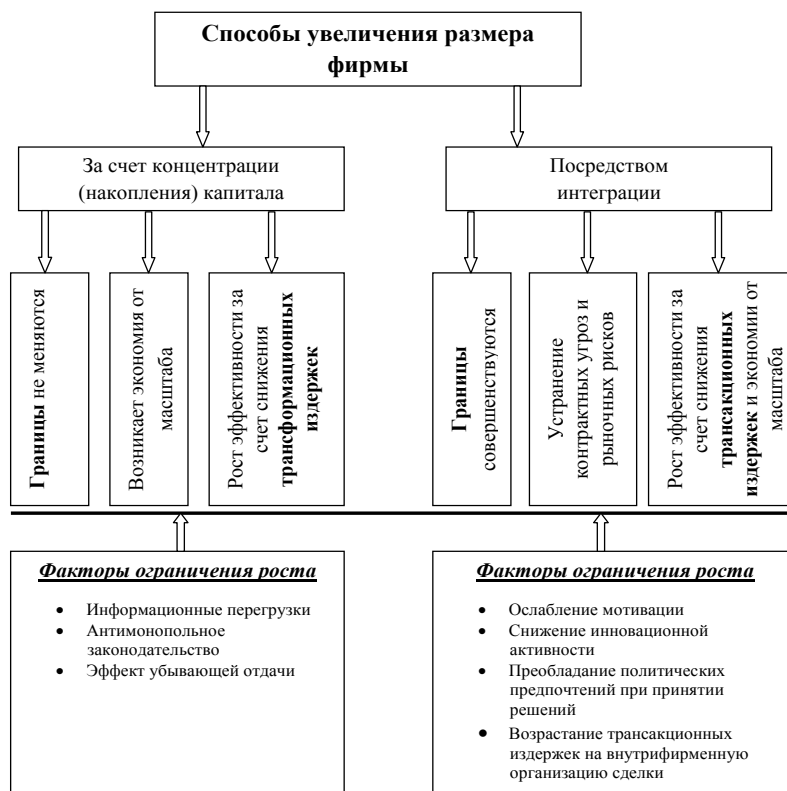 Способы увеличения размера
фирмы
За счет концентрации
(накопления) капитала
Посредством
интеграции
Границы не меняются
Возникает экономия от
масштаба
Рост эффективности за
счет снижения
трансформационных
издержек
Границы
совершенствуются
Устранение
контрактных угроз и
рыночных рисков
Рост эффективности за
счет снижения
трансакционных
издержек и экономии от
масштаба
Факторы ограничения роста
• Информационные перегрузки
• Антимонопольное
законодательство
• Эффект убывающей отдачи
Факторы ограничения роста
• Ослабление мотивации
• Снижение инновационной
активности
• Преобладание политических
предпочтений при принятии
решений
• Возрастание трансакционных
издержек на внутрифирменную
организацию сделки